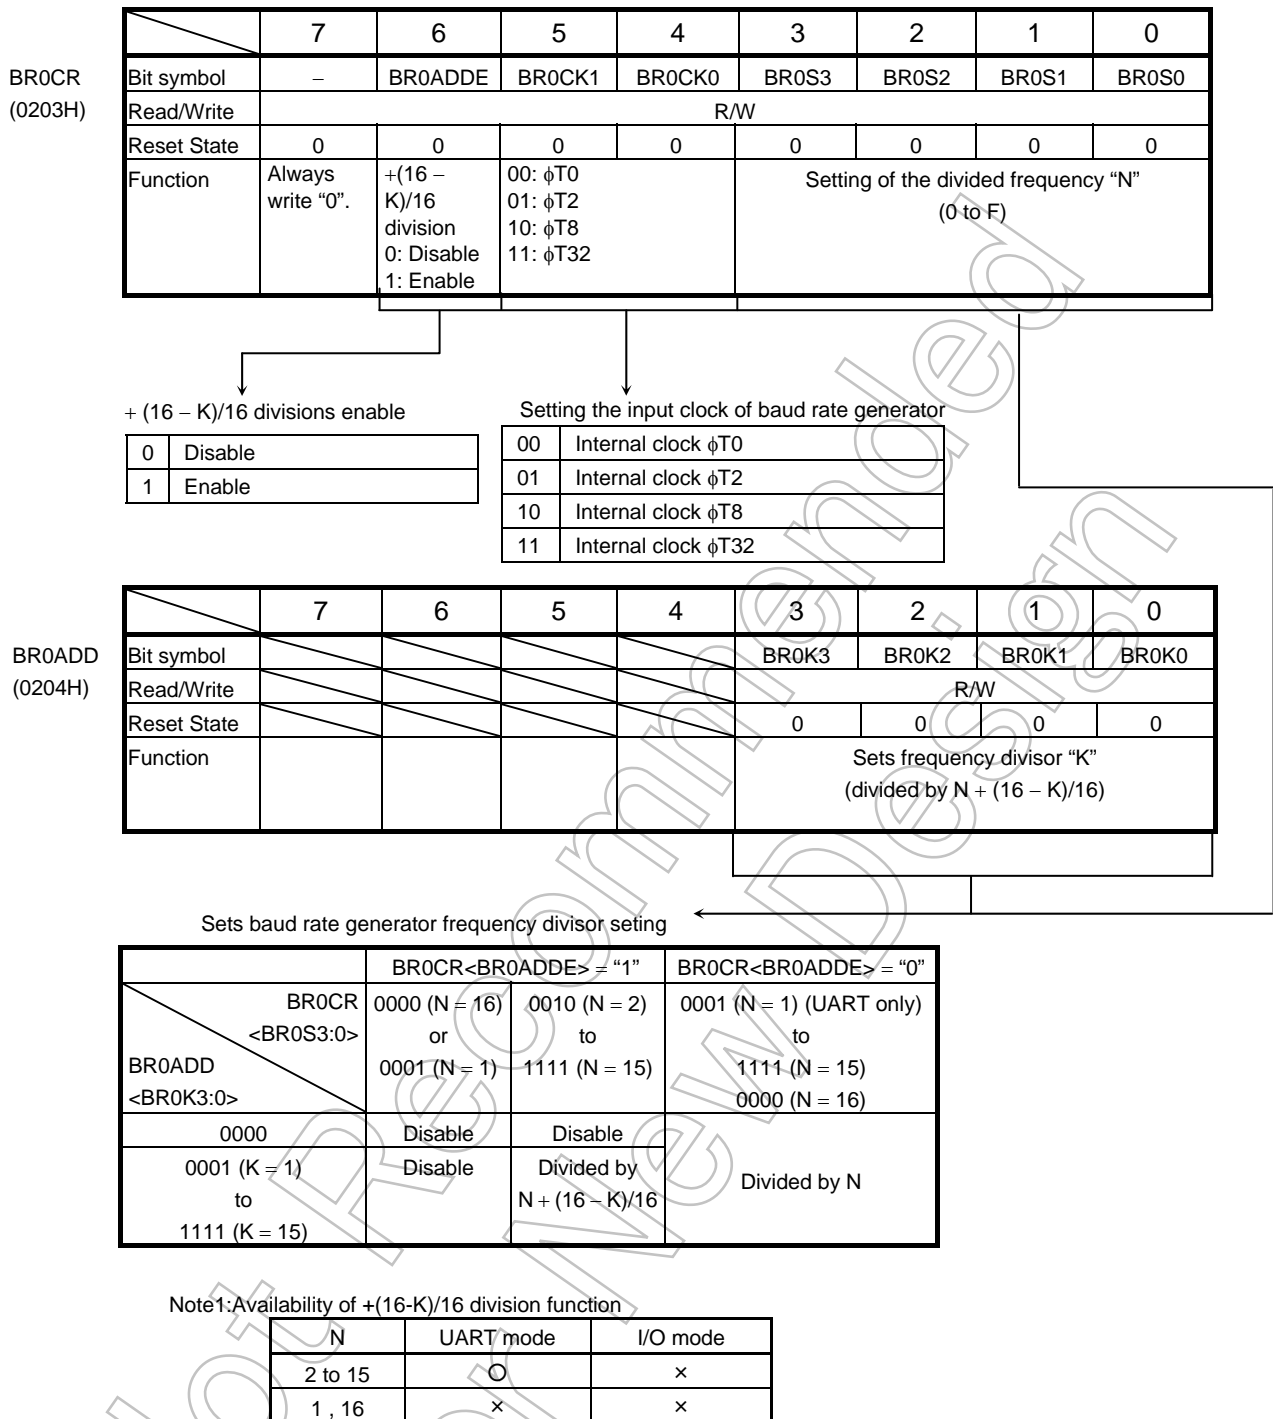 7 6 5 4 3 2 1 0
BR0CR
(0203H)
Bit symbol − BR0ADDE BR0CK1 BR0CK0 BR0S3 BR0S2 BR0S1 BR0S0
Read/Write R/W
Reset State 0 0 0 0 0 0 0 0
Function
Always
write “0”.
+(16 −
K)/16
division
0: Disable
1: Enable
00: ϕT0
01: ϕT2
10: ϕT8
11: ϕT32
Setting of the divided frequency “N”
(0 to F)
+ (16 − K)/16 divisions enable
0 Disable
1 Enable
Setting the input clock of baud rate generator
00 Internal clock ϕT0
01 Internal clock ϕT2
10 Internal clock ϕT8
11 Internal clock ϕT32
7 6 5 4 3 2 1 0
BR0ADD
(0204H)
Bit symbol BR0K3 BR0K2 BR0K1 BR0K0
Read/Write R/W
Reset State 0 0 0 0
Function
Sets frequency divisor “K”
(divided by N + (16 − K)/16)
Sets baud rate generator frequency divisor seting
BR0CR<BR0ADDE> = “1” BR0CR<BR0ADDE> = “0”
BR0CR
<BR0S3:0>
BR0ADD
<BR0K3:0>
0000 (N = 16)
or
0001 (N = 1)
0010 (N = 2)
to
1111 (N = 15)
0001 (N = 1) (UART only)
to
1111 (N = 15)
0000 (N = 16)
0000 Disable Disable
0001 (K = 1)
to
1111 (K = 15)
Disable
Divided by
N + (16 − K)/16
Divided by N
Note1:Availability of +(16-K)/16 division function
N UART mode I/O mode
2 to 15 ○ ×
1 , 16 × ×
Not Recommended
for New Design